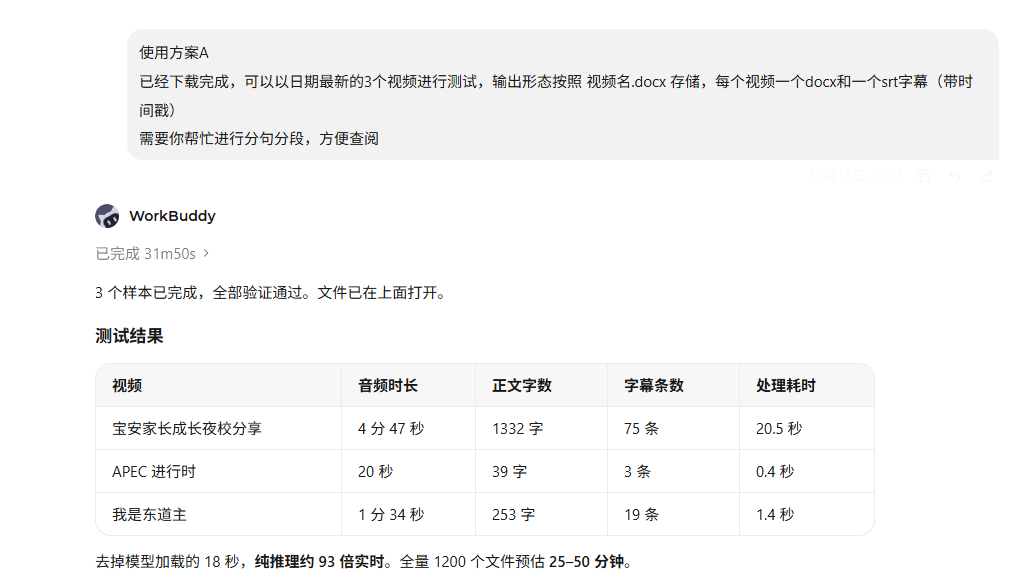 使用方案A
已经下载完成，可以以日期最新的3个视频进行测试，输出形态按照 视频名.docx 存储，每个视频一个docx和一个srt字幕（带时
间戳）
需要你帮忙进行分句分段，方便查阅
WorkBuddy
已完成 31m50s
3 个样本已完成，全部验证通过。文件已在上面打开。
测试结果
视频 音频时长 正文字数 字幕条数 处理耗时
宝安家长成长夜校分享 4 分 47 秒 1332 字 75 条 20.5 秒
APEC 进行时 20 秒 39 字 3 条 0.4 秒
我是东道主 1 分 34 秒 253 字 19 条 1.4 秒
去掉模型加载的 18 秒，纯推理约 93 倍实时。全量 1200 个文件预估 25–50 分钟。